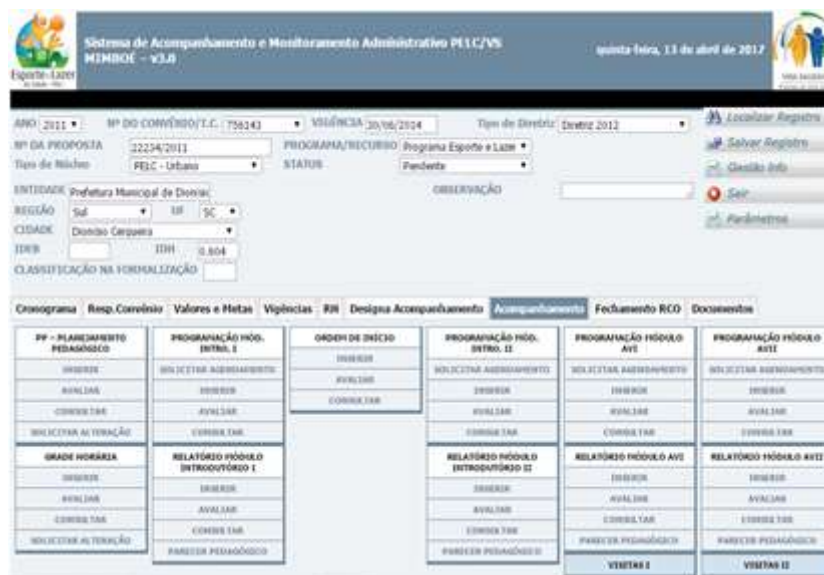 Sistema de Acompanhamento e Monitoramento Administrativo PELC/VS
MIMBOÉ - v3.0
quinta-feira, 13 de abril de 2017
Esporte e Lazer
ANO 2011 Nº DO CONVÊNIO/T.C. 756143 VIGÊNCIA 30/06/2014 Tipo de Diretriz Diretriz 2012
Nº DA PROPOSTA 22234/2011 PROGRAMA/RECURSO Programa Esporte e Lazer
Tipo de Núcleo PELC - Urbano STATUS Pendente
ENTIDADE Prefeitura Municipal de Dionísio OBSERVAÇÃO
REGIÃO Sul UF SC
CIDADE Dionísio Cerqueira
IDEB IDH 0.804
CLASSIFICAÇÃO NA FORMALIZAÇÃO
Localizar Registro
Salvar Registro
Gestão Info
Sair
Parâmetros
Cronograma Resp.Convênio Valores e Metas Vigências RH Designa Acompanhamento Acompanhamento Fechamento RCO Documentos
PP - PLANEJAMENTO
PEDAGÓGICO
INSERIR
AVALIAR
CONSULTAR
SOLICITAR ALTERAÇÃO
PROGRAMAÇÃO MÓD.
INTRO. I
SOLICITAR AGENDAMENTO
INSERIR
AVALIAR
CONSULTAR
ORDEM DE INÍCIO
INSERIR
AVALIAR
CONSULTAR
PROGRAMAÇÃO MÓD.
INTRO. II
SOLICITAR AGENDAMENTO
INSERIR
AVALIAR
CONSULTAR
PROGRAMAÇÃO MÓDULO
AVI
SOLICITAR AGENDAMENTO
INSERIR
AVALIAR
CONSULTAR
PROGRAMAÇÃO MÓDULO
AVII
SOLICITAR AGENDAMENTO
INSERIR
AVALIAR
CONSULTAR
GRADE HORÁRIA
INSERIR
AVALIAR
CONSULTAR
SOLICITAR ALTERAÇÃO
RELATÓRIO MÓDULO
INTRODUTÓRIO I
INSERIR
AVALIAR
CONSULTAR
PARECER PEDAGÓGICO
RELATÓRIO MÓDULO
INTRODUTÓRIO II
INSERIR
AVALIAR
CONSULTAR
PARECER PEDAGÓGICO
RELATÓRIO MÓDULO AVI
INSERIR
AVALIAR
CONSULTAR
PARECER PEDAGÓGICO
VISITAS I
RELATÓRIO MÓDULO AVII
INSERIR
AVALIAR
CONSULTAR
PARECER PEDAGÓGICO
VISITAS II